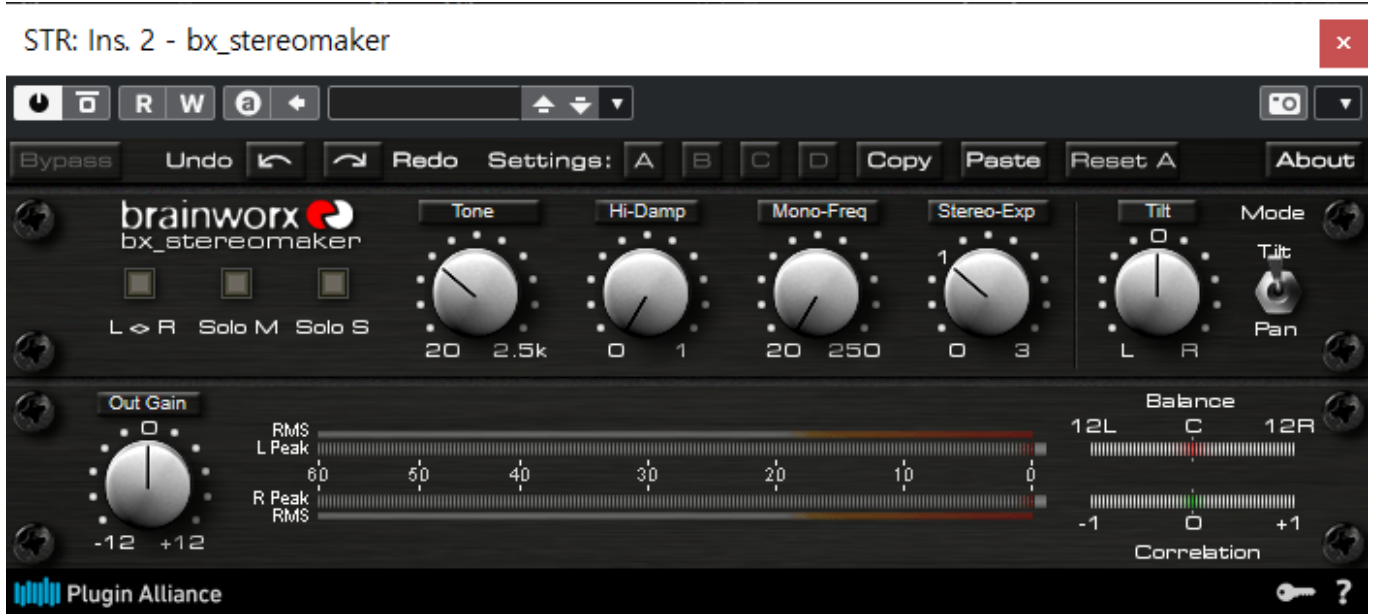 STR: Ins. 2 - bx_stereomaker
R W a
Bypass Undo Redo Settings: A B C D Copy Paste Reset A About
brainworx
bx_stereomaker
L <> R Solo M Solo S
Tone
20 2.5k
Hi-Damp
0 1
Mono-Freq
20 250
Stereo-Exp
1
0 3
Tilt
0
L R
Mode
Tilt
Pan
Out Gain
0
-12 +12
RMS
L Peak
60 50 40 30 20 10 0
R Peak
RMS
Balance
12L C 12R
-1 0 +1
Correlation
Plugin Alliance ?